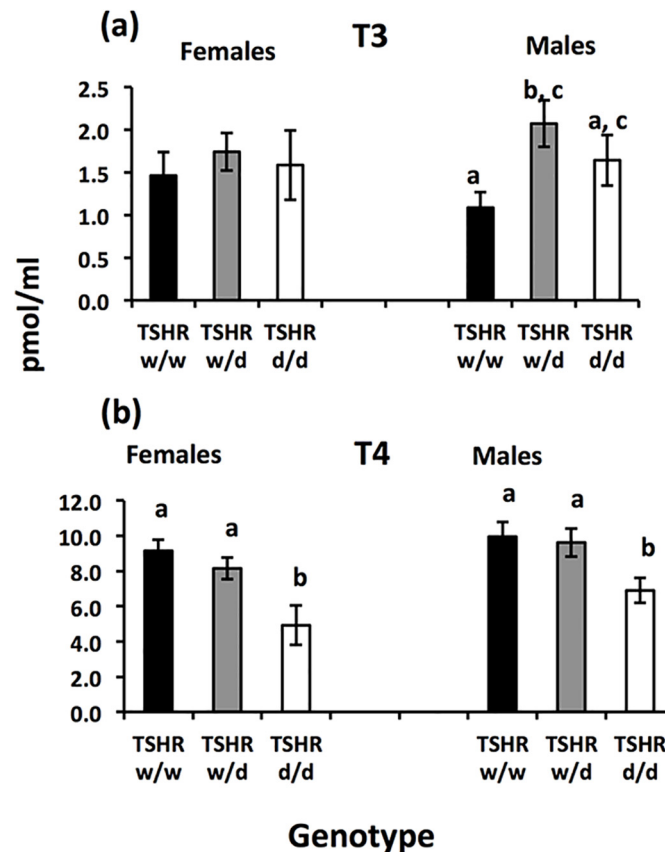 (a) T3
Females Males
2.5
2.0
1.5
1.0
0.5
0.0
b, c
a, c
a
TSHR TSHR TSHR TSHR TSHR TSHR
w/w w/d d/d w/w w/d d/d
pmol/ml
(b)
Females T4 Males
12.0
10.0
8.0
6.0
4.0
2.0
0.0
a a b a a b
TSHR TSHR TSHR TSHR TSHR TSHR
w/w w/d d/d w/w w/d d/d
Genotype